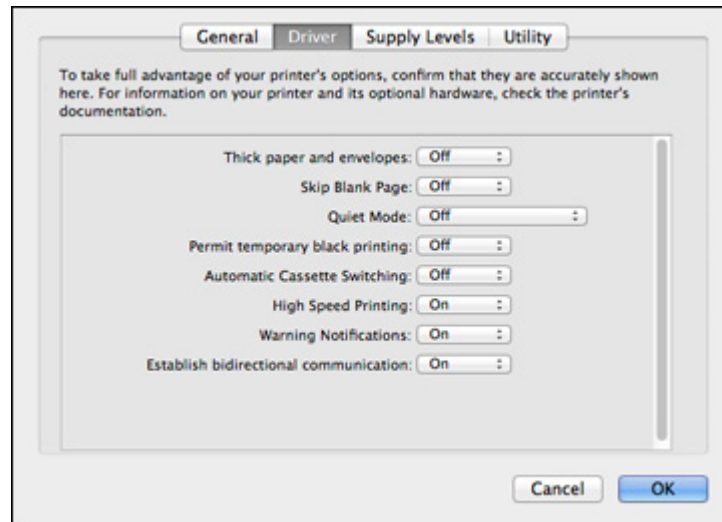 General Driver Supply Levels Utility
To take full advantage of your printer's options, confirm that they are accurately shown
here. For information on your printer and its optional hardware, check the printer's
documentation.
Thick paper and envelopes: Off
Skip Blank Page: Off
Quiet Mode: Off
Permit temporary black printing: Off
Automatic Cassette Switching: Off
High Speed Printing: On
Warning Notifications: On
Establish bidirectional communication: On
Cancel OK